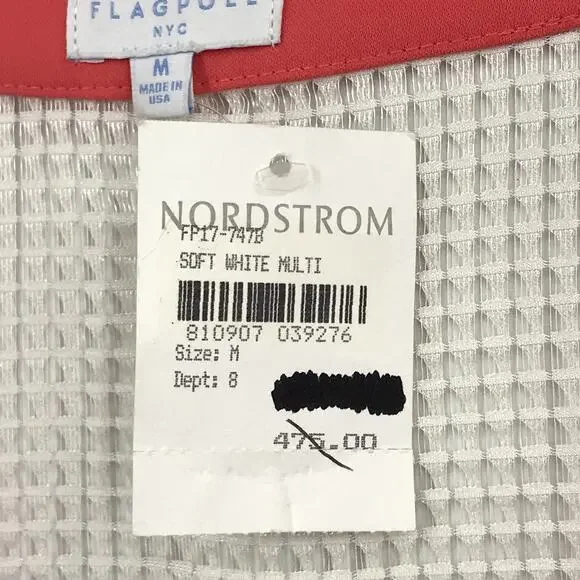 FLAGPOLE
NYC
M
MADE IN
USA
NORDSTROM
FP17-747B
SOFT WHITE MULTI
810907 039276
Size: M
Dept: 8
475.00